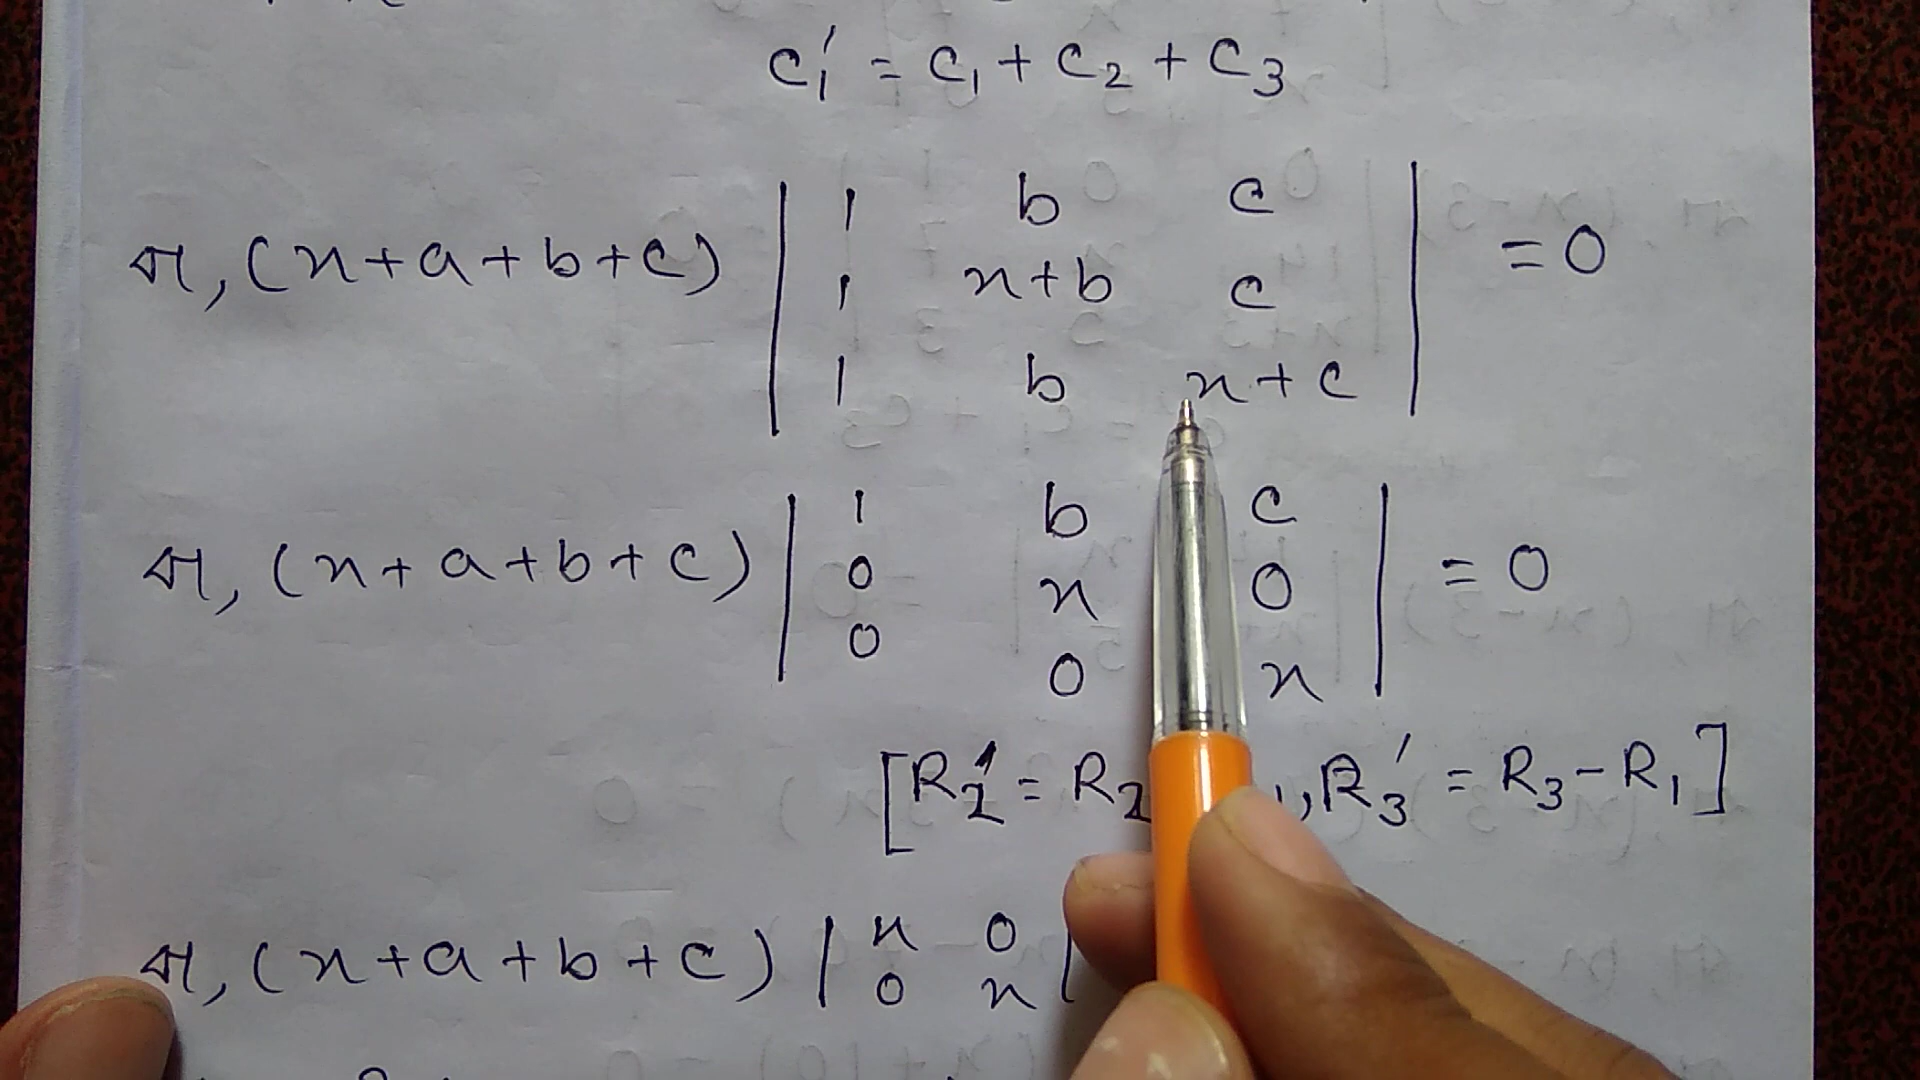 C₁′ = C₁ + C₂ + C₃
বা, (x+a+b+c) | 1 b c |
| 1 x+b c | = 0
| 1 b x+c |
বা, (x+a+b+c) | 1 b c |
| 0 x 0 | = 0
| 0 0 x |
[R₂′ = R₂ , R₃′ = R₃ - R₁]
বা, (x+a+b+c) | x 0 |
| 0 x |